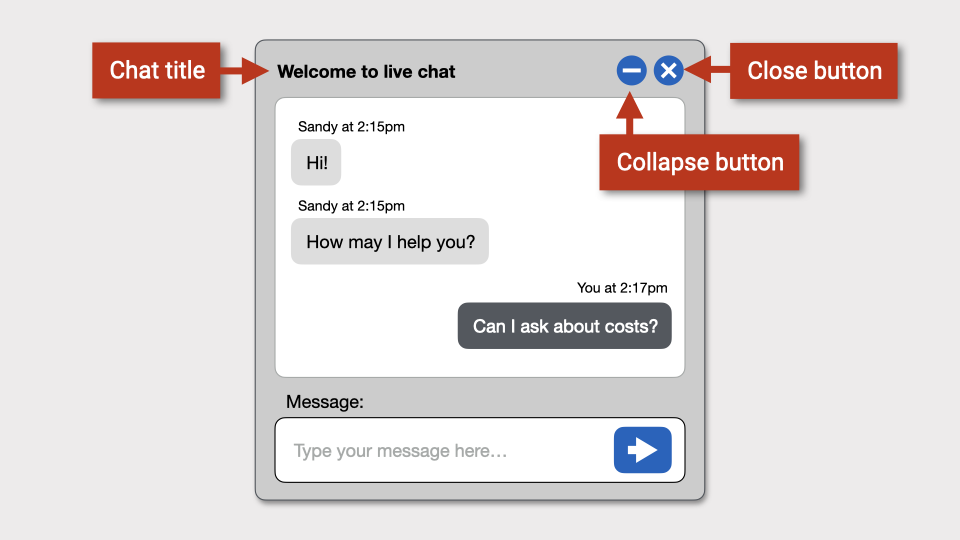 Chat title
Welcome to live chat
Close button
Collapse button
Sandy at 2:15pm
Hi!
Sandy at 2:15pm
How may I help you?
You at 2:17pm
Can I ask about costs?
Message:
Type your message here…